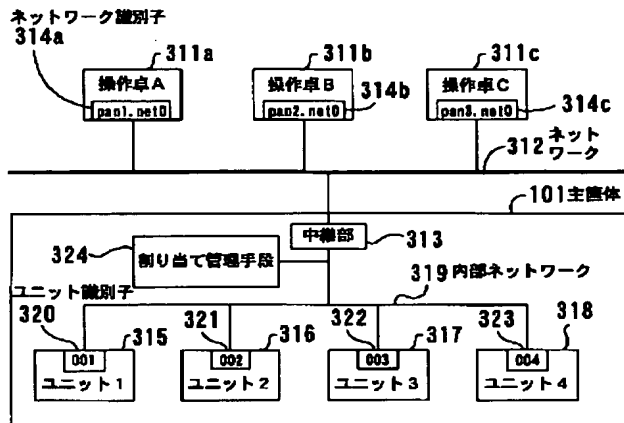 ネットワーク識別子
314a
311a
311b
311c
操作卓A
操作卓B
操作卓C
pan1.net0
pan2.net0
pan3.net0
314b
314c
312 ネットワーク
101 主筐体
中継部
313
324
割り当て管理手段
319 内部ネットワーク
ユニット識別子
320
315
321
316
322
317
323
318
001
002
003
004
ユニット1
ユニット2
ユニット3
ユニット4